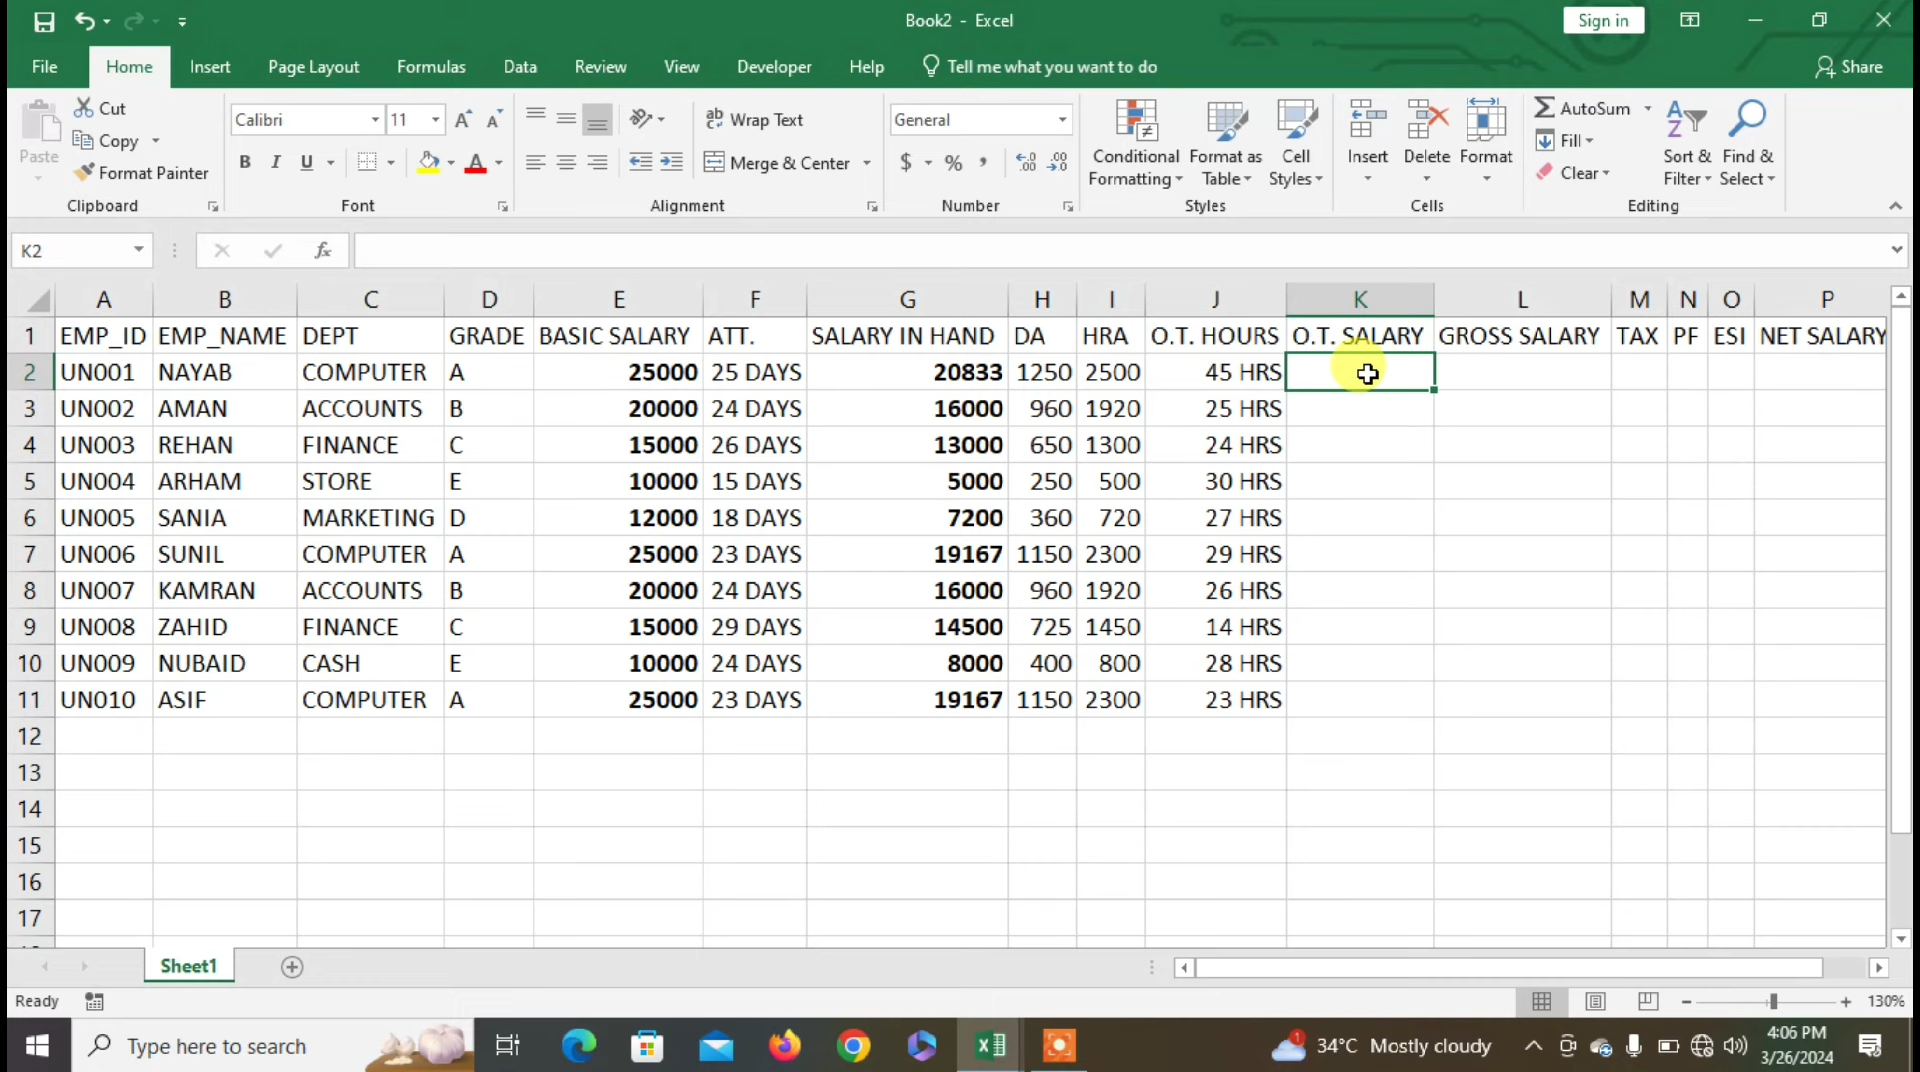 Book2 - Excel
Sign in
File Home Insert Page Layout Formulas Data Review View Developer Help Tell me what you want to do Share
Paste
Cut
Copy
Format Painter
Clipboard
Calibri 11
B I U
Font
Wrap Text
Merge & Center
Alignment
General
$ % ,
Number
Conditional Formatting
Format as Table
Cell Styles
Styles
Insert Delete Format
Cells
AutoSum
Fill
Clear
Sort & Filter
Find & Select
Editing
K2 fx
A B C D E F G H I J K L M N O P
1 EMP_ID EMP_NAME DEPT GRADE BASIC SALARY ATT. SALARY IN HAND DA HRA O.T. HOURS O.T. SALARY GROSS SALARY TAX PF ESI NET SALARY
2 UN001 NAYAB COMPUTER A 25000 25 DAYS 20833 1250 2500 45 HRS
3 UN002 AMAN ACCOUNTS B 20000 24 DAYS 16000 960 1920 25 HRS
4 UN003 REHAN FINANCE C 15000 26 DAYS 13000 650 1300 24 HRS
5 UN004 ARHAM STORE E 10000 15 DAYS 5000 250 500 30 HRS
6 UN005 SANIA MARKETING D 12000 18 DAYS 7200 360 720 27 HRS
7 UN006 SUNIL COMPUTER A 25000 23 DAYS 19167 1150 2300 29 HRS
8 UN007 KAMRAN ACCOUNTS B 20000 24 DAYS 16000 960 1920 26 HRS
9 UN008 ZAHID FINANCE C 15000 29 DAYS 14500 725 1450 14 HRS
10 UN009 NUBAID CASH E 10000 24 DAYS 8000 400 800 28 HRS
11 UN010 ASIF COMPUTER A 25000 23 DAYS 19167 1150 2300 23 HRS
12
13
14
15
16
17
Sheet1
Ready 130%
Type here to search
34°C Mostly cloudy
4:06 PM
3/26/2024